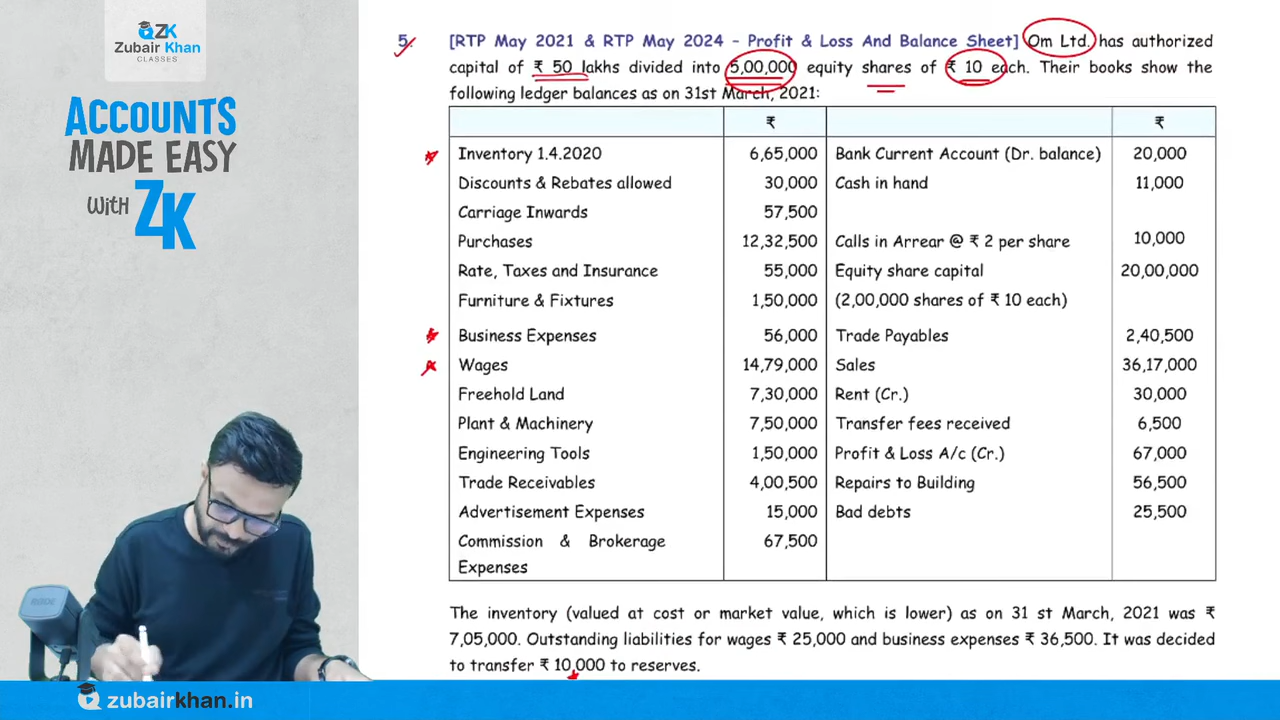 ZK
Zubair Khan
CLASSES
ACCOUNTS
MADE EASY
WITH ZK
5. [RTP May 2021 & RTP May 2024 - Profit & Loss And Balance Sheet] Om Ltd. has authorized
capital of ₹ 50 lakhs divided into 5,00,000 equity shares of ₹ 10 each. Their books show the
following ledger balances as on 31st March, 2021:
₹ ₹
Inventory 1.4.2020 6,65,000 Bank Current Account (Dr. balance) 20,000
Discounts & Rebates allowed 30,000 Cash in hand 11,000
Carriage Inwards 57,500
Purchases 12,32,500 Calls in Arrear @ ₹ 2 per share 10,000
Rate, Taxes and Insurance 55,000 Equity share capital 20,00,000
Furniture & Fixtures 1,50,000 (2,00,000 shares of ₹ 10 each)
Business Expenses 56,000 Trade Payables 2,40,500
Wages 14,79,000 Sales 36,17,000
Freehold Land 7,30,000 Rent (Cr.) 30,000
Plant & Machinery 7,50,000 Transfer fees received 6,500
Engineering Tools 1,50,000 Profit & Loss A/c (Cr.) 67,000
Trade Receivables 4,00,500 Repairs to Building 56,500
Advertisement Expenses 15,000 Bad debts 25,500
Commission & Brokerage 67,500
Expenses
The inventory (valued at cost or market value, which is lower) as on 31 st March, 2021 was ₹
7,05,000. Outstanding liabilities for wages ₹ 25,000 and business expenses ₹ 36,500. It was decided
to transfer ₹ 10,000 to reserves.
RODE
zubairkhan.in